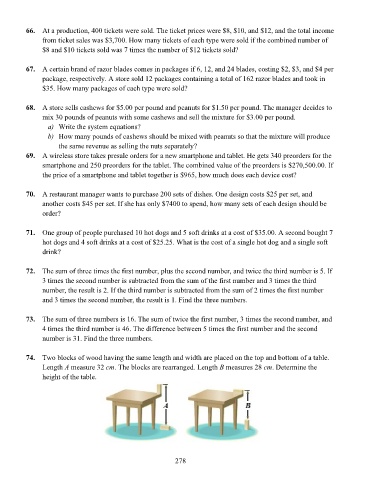 66. At a production, 400 tickets were sold. The ticket prices were $8, $10, and $12, and the total income
from ticket sales was $3,700. How many tickets of each type were sold if the combined number of
$8 and $10 tickets sold was 7 times the number of $12 tickets sold?
67. A certain brand of razor blades comes in packages if 6, 12, and 24 blades, costing $2, $3, and $4 per
package, respectively. A store sold 12 packages containing a total of 162 razor blades and took in
$35. How many packages of each type were sold?
68. A store sells cashews for $5.00 per pound and peanuts for $1.50 per pound. The manager decides to
mix 30 pounds of peanuts with some cashews and sell the mixture for $3.00 per pound.
a) Write the system equations?
b) How many pounds of cashews should be mixed with peanuts so that the mixture will produce
the same revenue as selling the nuts separately?
69. A wireless store takes presale orders for a new smartphone and tablet. He gets 340 preorders for the
smartphone and 250 preorders for the tablet. The combined value of the preorders is $270,500.00. If
the price of a smartphone and tablet together is $965, how much does each device cost?
70. A restaurant manager wants to purchase 200 sets of dishes. One design costs $25 per set, and
another costs $45 per set. If she has only $7400 to spend, how many sets of each design should be
order?
71. One group of people purchased 10 hot dogs and 5 soft drinks at a cost of $35.00. A second bought 7
hot dogs and 4 soft drinks at a cost of $25.25. What is the cost of a single hot dog and a single soft
drink?
72. The sum of three times the first number, plus the second number, and twice the third number is 5. If
3 times the second number is subtracted from the sum of the first number and 3 times the third
number, the result is 2. If the third number is subtracted from the sum of 2 times the first number
and 3 times the second number, the result is 1. Find the three numbers.
73. The sum of three numbers is 16. The sum of twice the first number, 3 times the second number, and
4 times the third number is 46. The difference between 5 times the first number and the second
number is 31. Find the three numbers.
74. Two blocks of wood having the same length and width are placed on the top and bottom of a table.
Length A measure 32 cm. The blocks are rearranged. Length B measures 28 cm. Determine the
height of the table.
A B
278